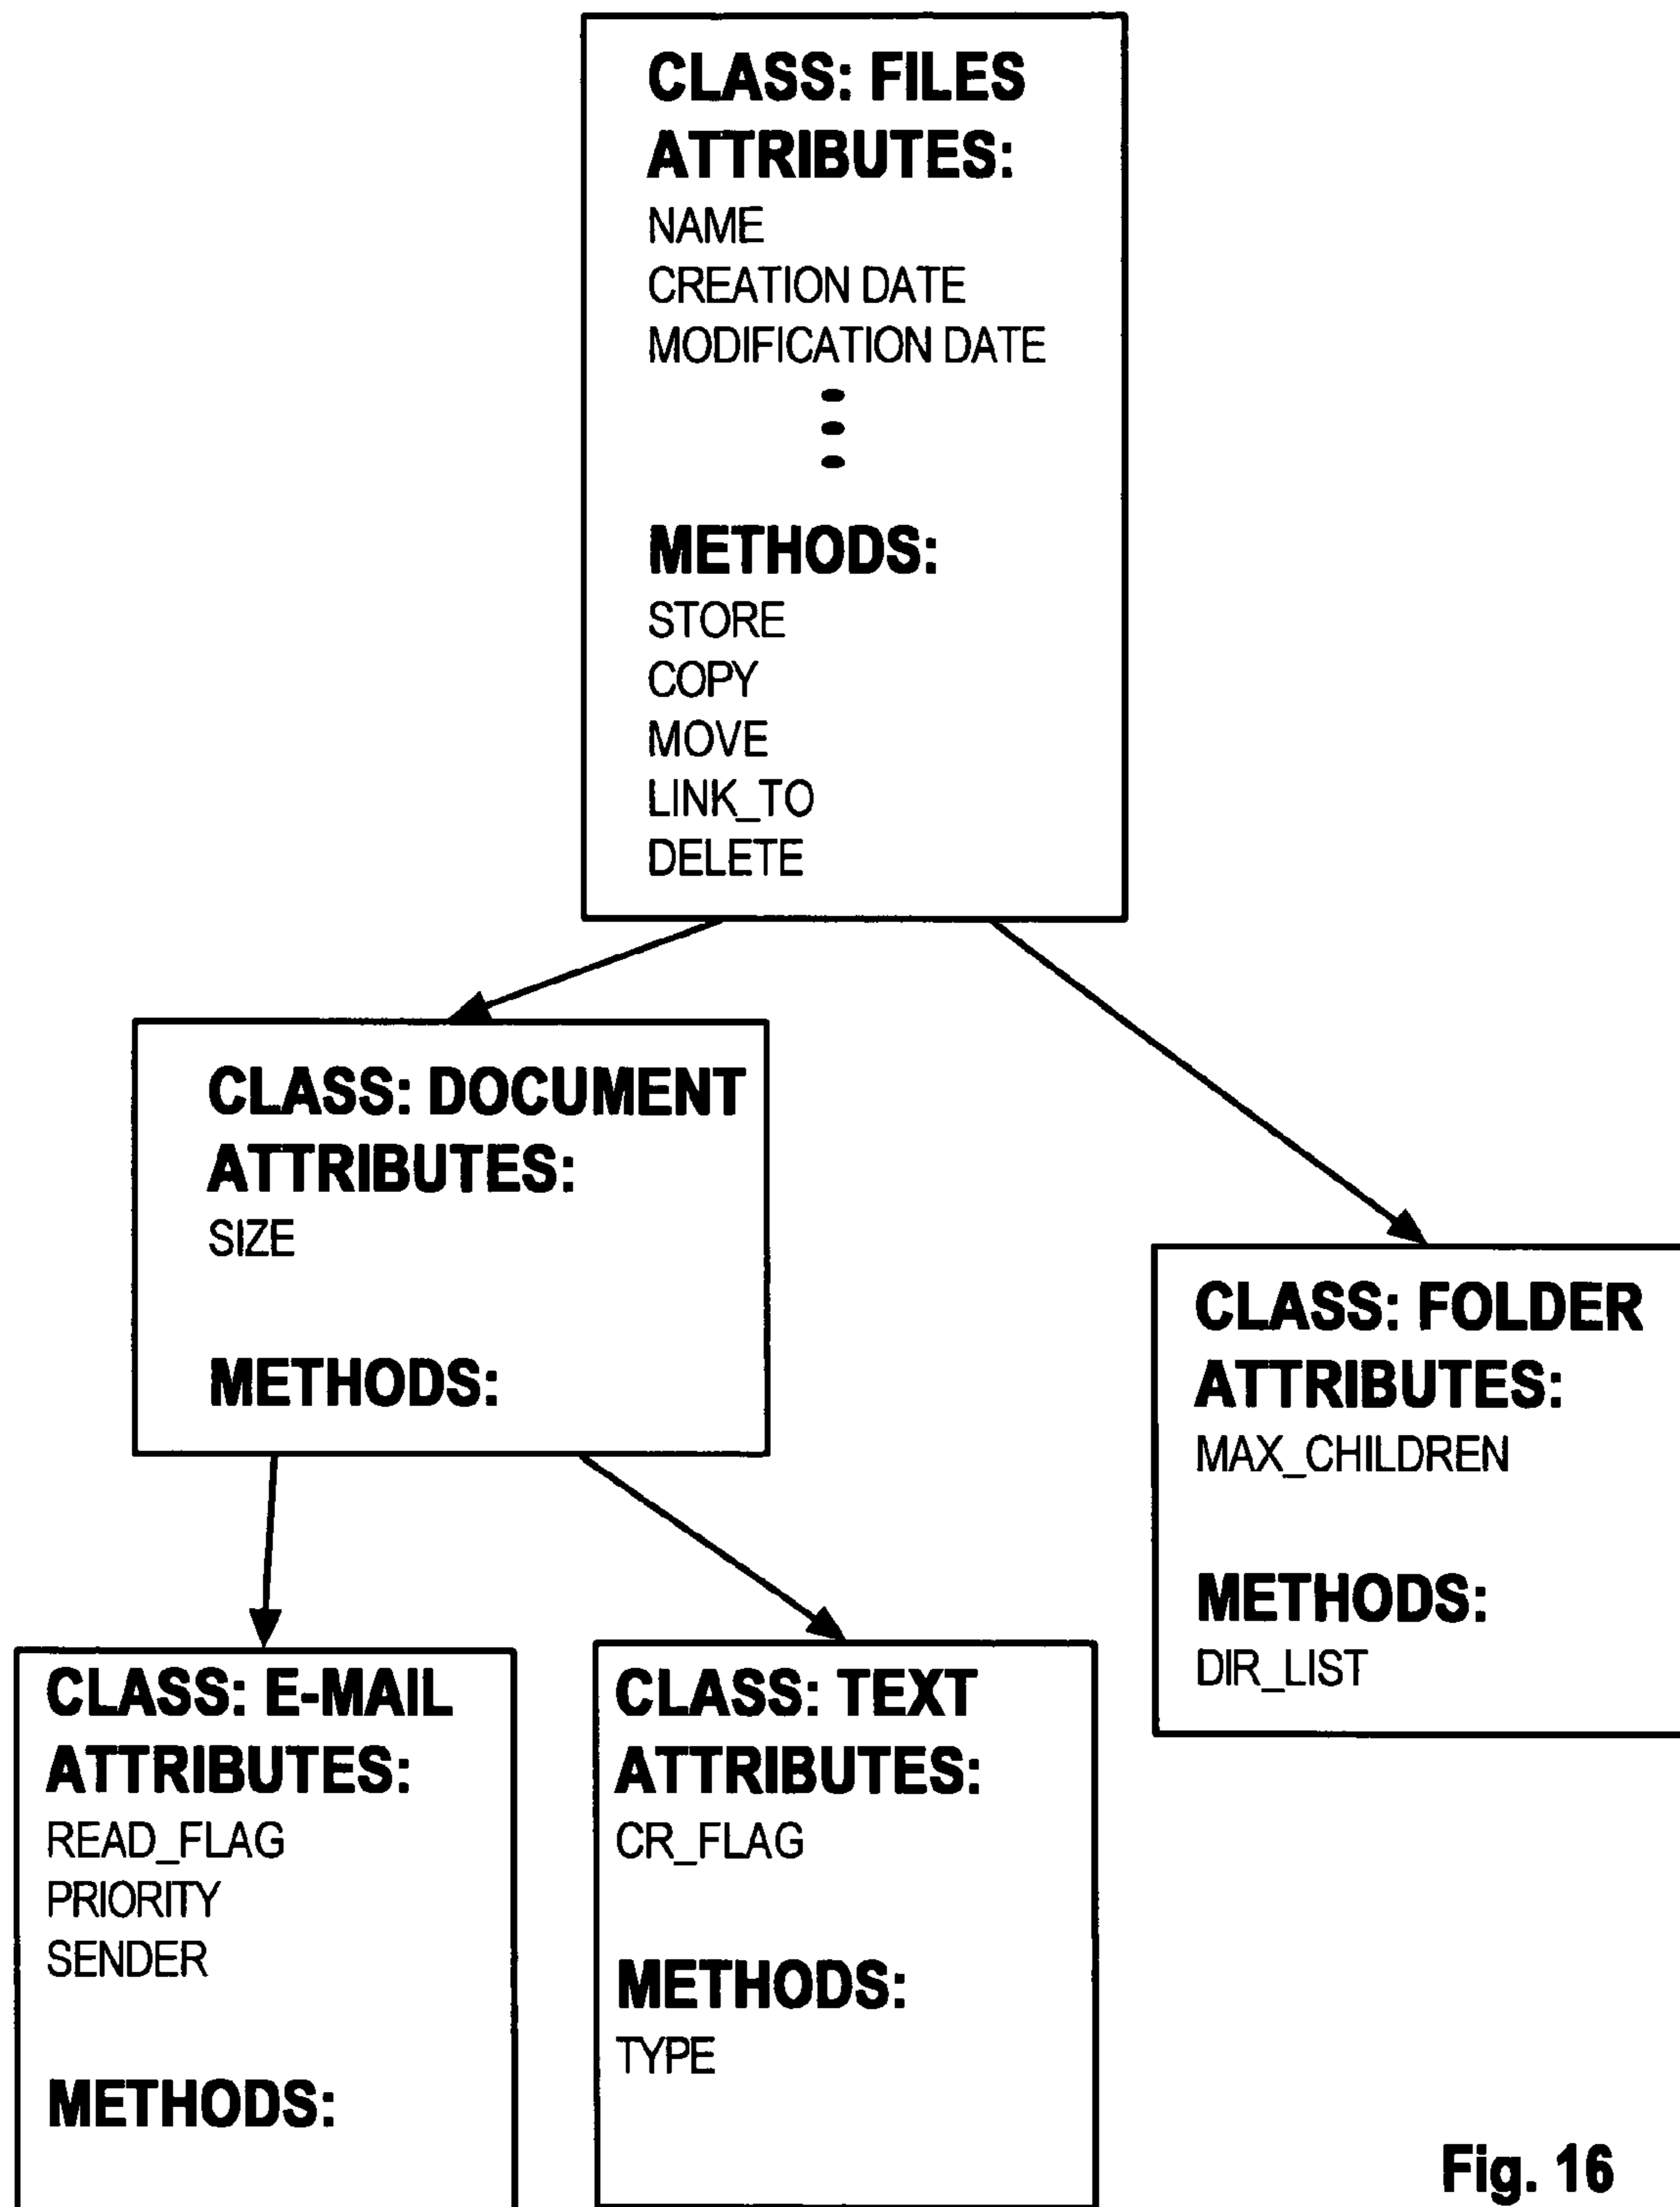 CLASS: FILES
ATTRIBUTES:
NAME
CREATION DATE
MODIFICATION DATE
METHODS:
STORE
COPY
MOVE
LINK_TO
DELETE
CLASS: DOCUMENT
ATTRIBUTES:
SIZE
METHODS:
CLASS: FOLDER
ATTRIBUTES:
MAX_CHILDREN
METHODS:
DIR_LIST
CLASS: E-MAIL
ATTRIBUTES:
READ_FLAG
PRIORITY
SENDER
METHODS:
CLASS: TEXT
ATTRIBUTES:
CR_FLAG
METHODS:
TYPE
Fig. 16